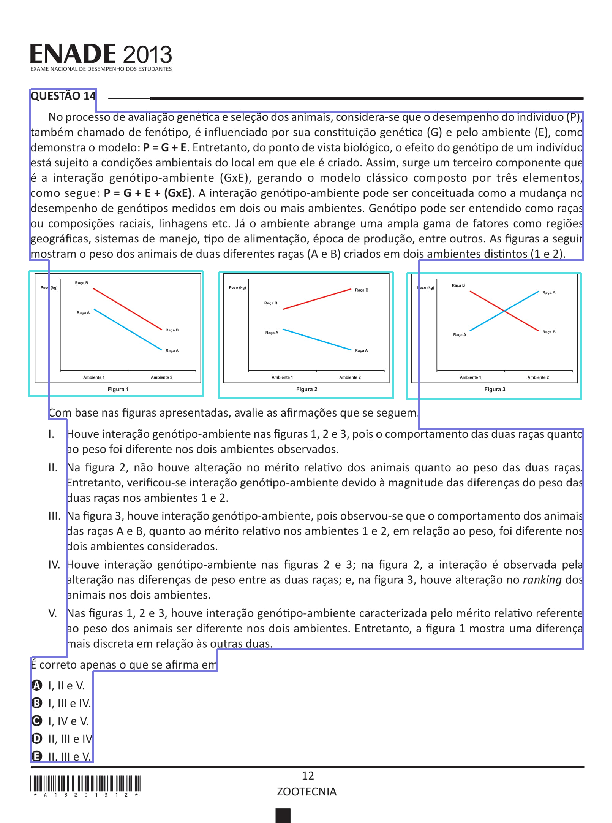 ENADE 2013
EXAME NACIONAL DE DESEMPENHO DOS ESTUDANTES
QUESTÃO 14
No processo de avaliação genética e seleção dos animais, considera-se que o desempenho do indivíduo (P),
também chamado de fenótipo, é influenciado por sua constituição genética (G) e pelo ambiente (E), como
demonstra o modelo: P = G + E. Entretanto, do ponto de vista biológico, o efeito do genótipo de um indivíduo
está sujeito a condições ambientais do local em que ele é criado. Assim, surge um terceiro componente que
é a interação genótipo-ambiente (GxE), gerando o modelo clássico composto por três elementos,
como segue: P = G + E + (GxE). A interação genótipo-ambiente pode ser conceituada como a mudança no
desempenho de genótipos medidos em dois ou mais ambientes. Genótipo pode ser entendido como raças
ou composições raciais, linhagens etc. Já o ambiente abrange uma ampla gama de fatores como regiões
geográficas, sistemas de manejo, tipo de alimentação, época de produção, entre outros. As figuras a seguir
mostram o peso dos animais de duas diferentes raças (A e B) criados em dois ambientes distintos (1 e 2).
Raça B
Raça A
Raça B
Raça A
Ambiente 1 Ambiente 2
Figura 1
Peso (kg)
Raça B
Raça B
Raça A
Raça A
Ambiente 1 Ambiente 2
Figura 2
Raça B
Raça A
Raça A
Raça B
Ambiente 1 Ambiente 2
Figura 3
Com base nas figuras apresentadas, avalie as afirmações que se seguem.
I. Houve interação genótipo-ambiente nas figuras 1, 2 e 3, pois o comportamento das duas raças quanto
ao peso foi diferente nos dois ambientes observados.
II. Na figura 2, não houve alteração no mérito relativo dos animais quanto ao peso das duas raças.
Entretanto, verificou-se interação genótipo-ambiente devido à magnitude das diferenças do peso das
duas raças nos ambientes 1 e 2.
III. Na figura 3, houve interação genótipo-ambiente, pois observou-se que o comportamento dos animais
das raças A e B, quanto ao mérito relativo nos ambientes 1 e 2, em relação ao peso, foi diferente nos
dois ambientes considerados.
IV. Houve interação genótipo-ambiente nas figuras 2 e 3; na figura 2, a interação é observada pela
alteração nas diferenças de peso entre as duas raças; e, na figura 3, houve alteração no ranking dos
animais nos dois ambientes.
V. Nas figuras 1, 2 e 3, houve interação genótipo-ambiente caracterizada pelo mérito relativo referente
ao peso dos animais ser diferente nos dois ambientes. Entretanto, a figura 1 mostra uma diferença
mais discreta em relação às outras duas.
É correto apenas o que se afirma em
A I, II e V.
B I, III e IV.
C I, IV e V.
D II, III e IV
E II, III e V.
12
ZOOTECNIA